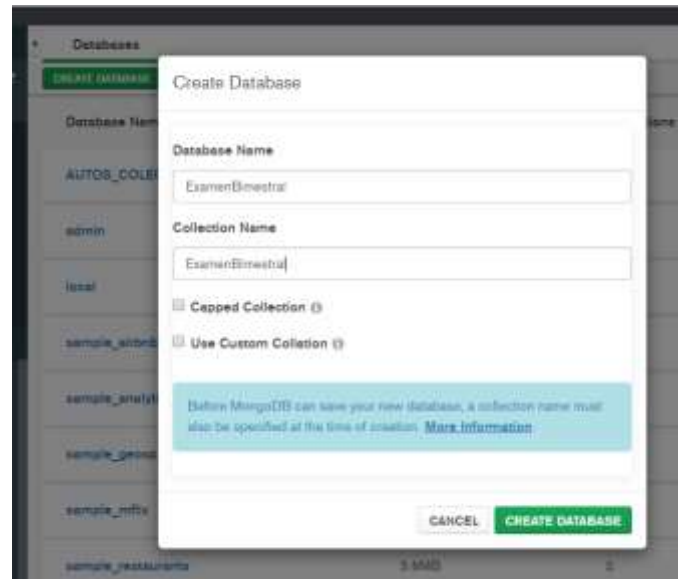 Databases
CREATE DATABASE
Create Database
Database Nam
Database Name
AUTOS_COLE
ExamenBimestral
admin
Collection Name
ExamenBimestral
local
Capped Collection
sample_airbnb
Use Custom Collation
sample_analyt
Before MongoDB can save your new database, a collection name must
also be specified at the time of creation. More Information
sample_geosp
sample_mflix
CANCEL
CREATE DATABASE
sample_restaurants